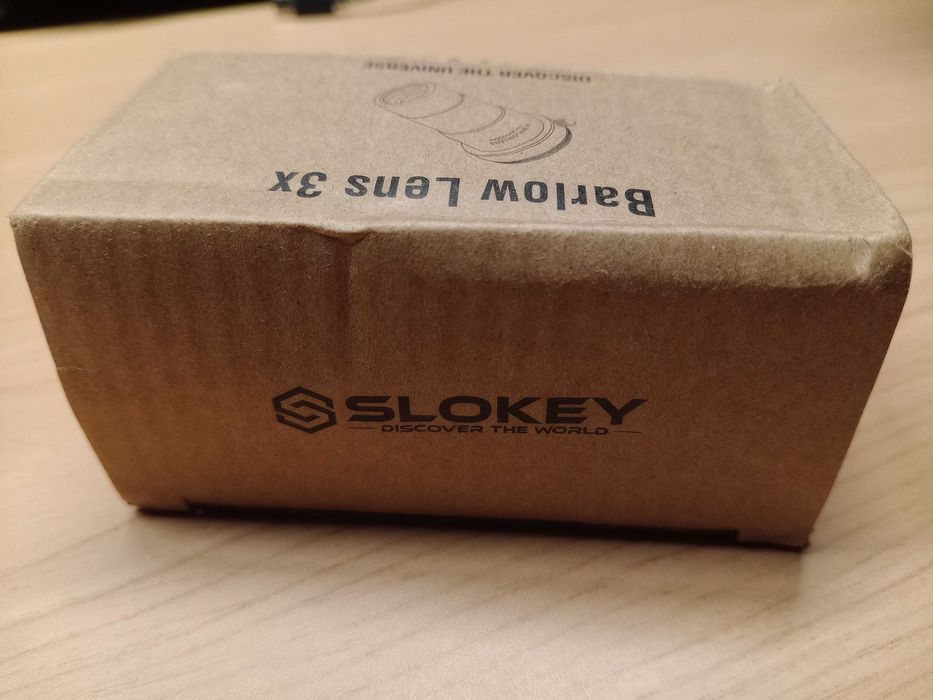 DISCOVER THE UNIVERSE
Barlow Lens 3x
SLOKEY
DISCOVER THE WORLD